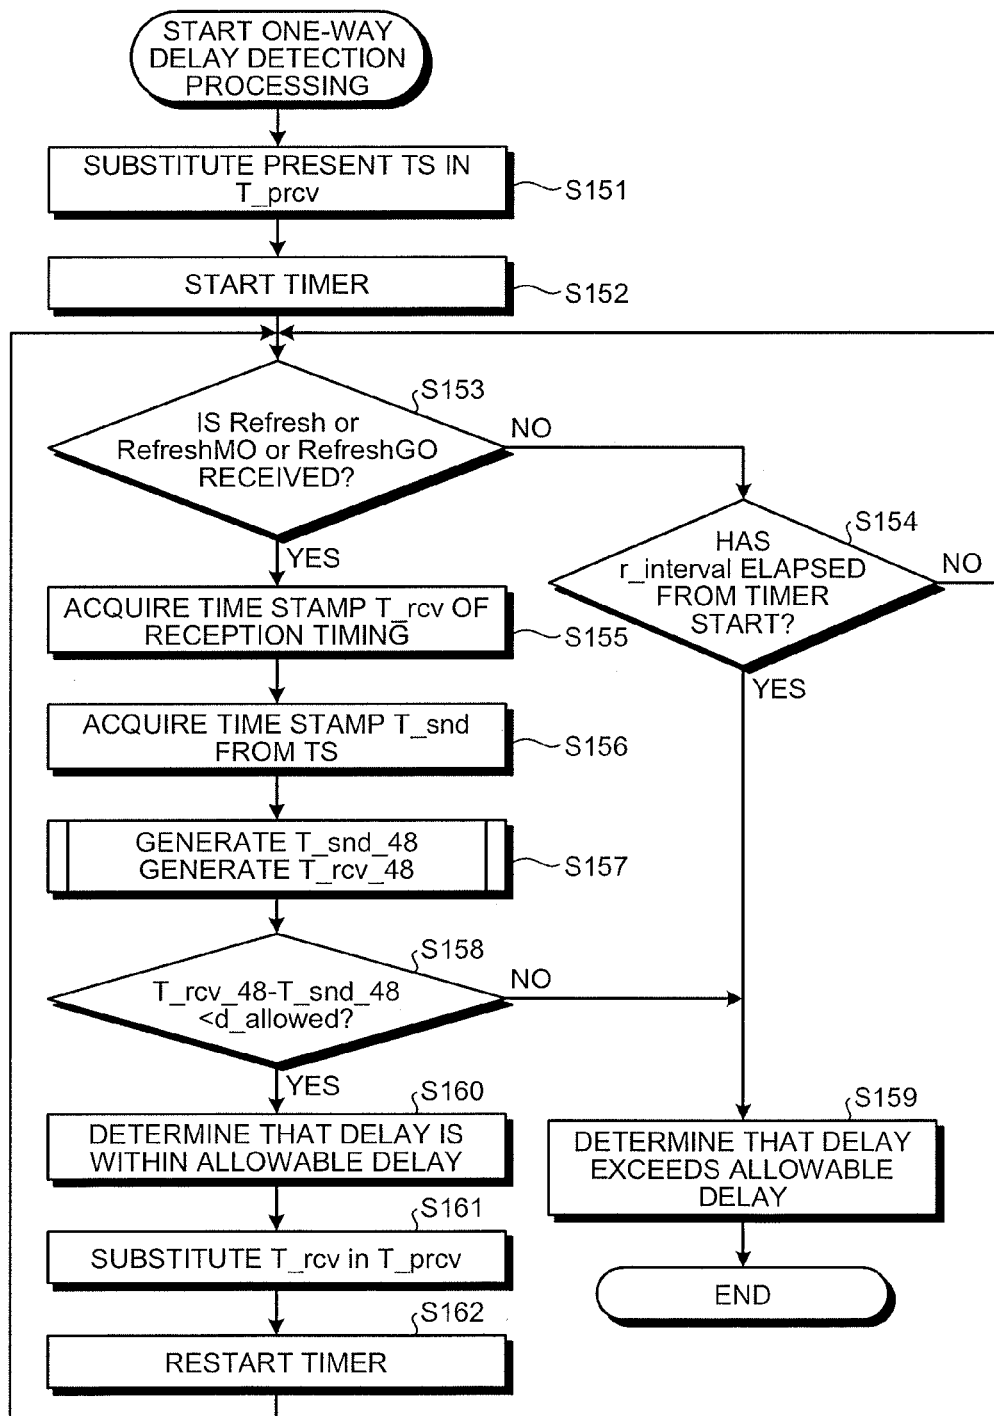 START ONE-WAY
DELAY DETECTION
PROCESSING
SUBSTITUTE PRESENT TS IN
T_prcv
S151
START TIMER
S152
S153
IS Refresh or
RefreshMO or RefreshGO
RECEIVED?
NO
YES
S154
HAS
r_interval ELAPSED
FROM TIMER
START?
NO
YES
ACQUIRE TIME STAMP T_rcv OF
RECEPTION TIMING
S155
ACQUIRE TIME STAMP T_snd
FROM TS
S156
GENERATE T_snd_48
GENERATE T_rcv_48
S157
S158
T_rcv_48-T_snd_48
<d_allowed?
NO
YES
S160
DETERMINE THAT DELAY IS
WITHIN ALLOWABLE DELAY
S159
DETERMINE THAT DELAY
EXCEEDS ALLOWABLE
DELAY
S161
SUBSTITUTE T_rcv in T_prcv
END
S162
RESTART TIMER